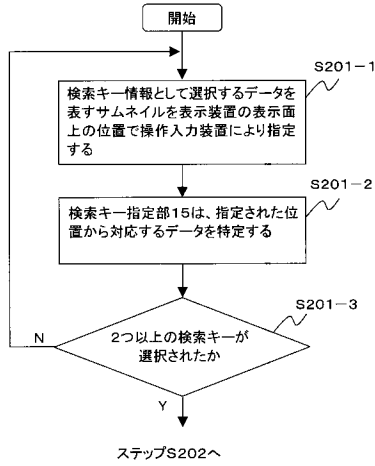 開始
S201-1
検索キー情報として選択するデータを
表すサムネイルを表示装置の表示面
上の位置で操作入力装置により指定
する
S201-2
検索キー指定部15は、指定された位
置から対応するデータを特定する
S201-3
2つ以上の検索キーが
選択されたか
N
Y
ステップS202へ